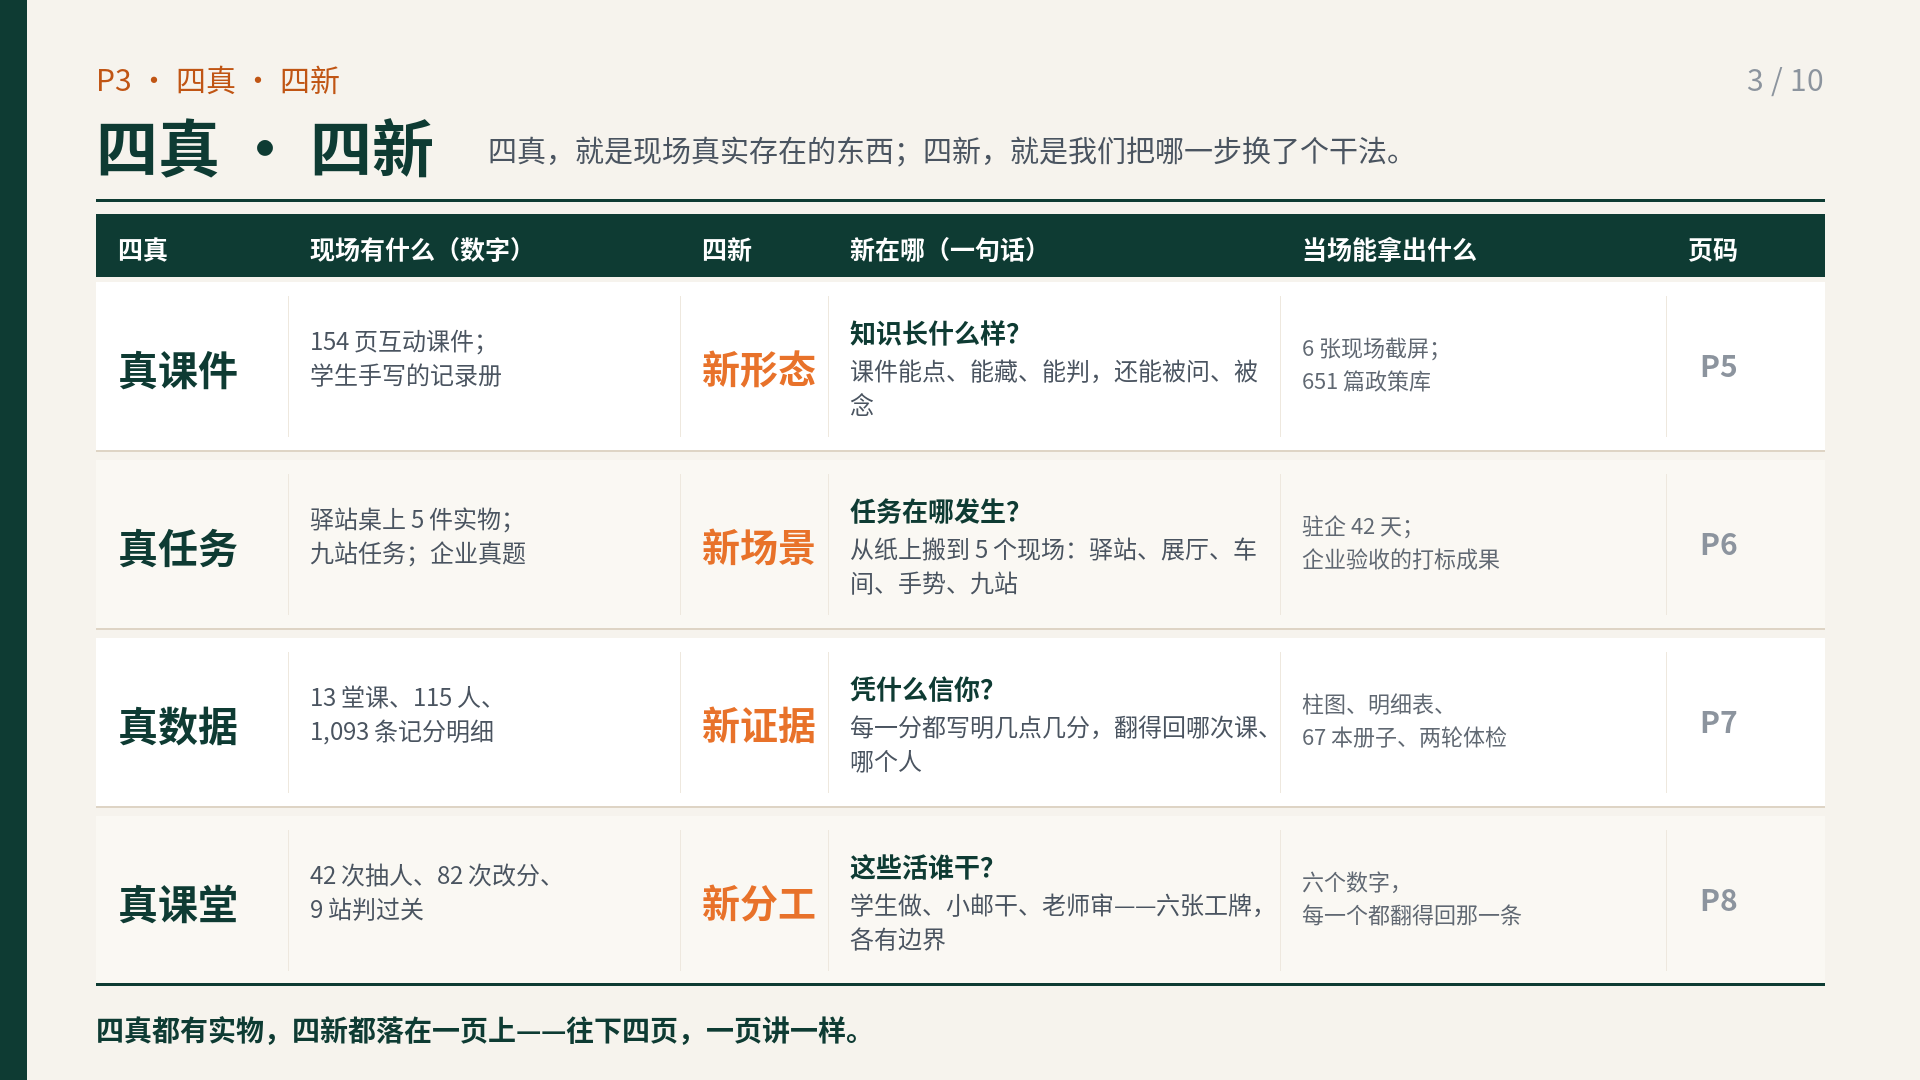 P3 · 四真 · 四新
3 / 10
四真 · 四新
四真，就是现场真实存在的东西；四新，就是我们把哪一步换了个干法。
四真
现场有什么（数字）
四新
新在哪（一句话）
当场能拿出什么
页码
真课件
154 页互动课件；
学生手写的记录册
新形态
知识长什么样？
课件能点、能藏、能判，还能被问、被
念
6 张现场截屏；
651 篇政策库
P5
真任务
驿站桌上 5 件实物；
九站任务；企业真题
新场景
任务在哪发生？
从纸上搬到 5 个现场：驿站、展厅、车
间、手势、九站
驻企 42 天；
企业验收的打标成果
P6
真数据
13 堂课、115 人、
1,093 条记分明细
新证据
凭什么信你？
每一分都写明几点几分，翻得回哪次课、
哪个人
柱图、明细表、
67 本册子、两轮体检
P7
真课堂
42 次抽人、82 次改分、
9 站判过关
新分工
这些活谁干？
学生做、小邮干、老师审——六张工牌，
各有边界
六个数字，
每一个都翻得回那一条
P8
四真都有实物，四新都落在一页上——往下四页，一页讲一样。